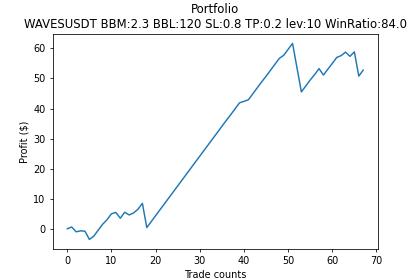 Portfolio
WAVESUSDT BBM:2.3 BBL:120 SL:0.8 TP:0.2 lev:10 WinRatio:84.0
60
50
40
30
20
10
0
Profit ($)
0 10 20 30 40 50 60 70
Trade counts